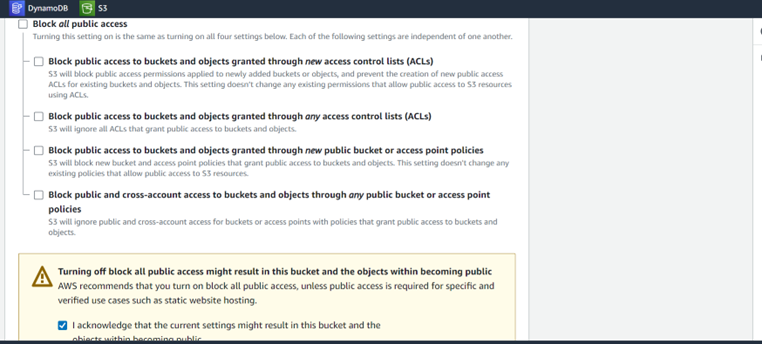 DynamoDB S3
Block all public access
Turning this setting on is the same as turning on all four settings below. Each of the following settings are independent of one another.
Block public access to buckets and objects granted through new access control lists (ACLs)
S3 will block public access permissions applied to newly added buckets or objects, and prevent the creation of new public access
ACLs for existing buckets and objects. This setting doesn't change any existing permissions that allow public access to S3 resources
using ACLs.
Block public access to buckets and objects granted through any access control lists (ACLs)
S3 will ignore all ACLs that grant public access to buckets and objects.
Block public access to buckets and objects granted through new public bucket or access point policies
S3 will block new bucket and access point policies that grant public access to buckets and objects. This setting doesn't change any
existing policies that allow public access to S3 resources.
Block public and cross-account access to buckets and objects through any public bucket or access point
policies
S3 will ignore public and cross-account access for buckets or access points with policies that grant public access to buckets and
objects.
Turning off block all public access might result in this bucket and the objects within becoming public
AWS recommends that you turn on block all public access, unless public access is required for specific and
verified use cases such as static website hosting.
I acknowledge that the current settings might result in this bucket and the
objects within becoming public.